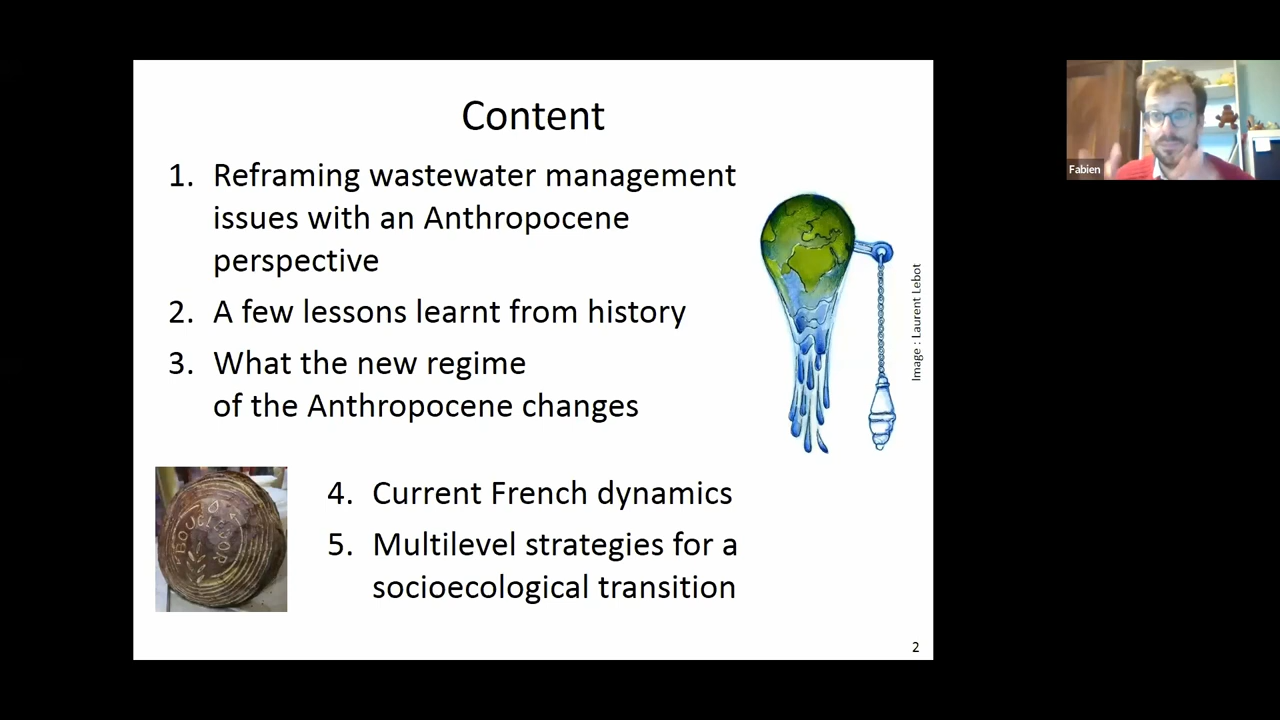 Content
1. Reframing wastewater management
issues with an Anthropocene
perspective
2. A few lessons learnt from history
3. What the new regime
of the Anthropocene changes
4. Current French dynamics
5. Multilevel strategies for a
socioecological transition
Image : Laurent Lebot
2
Fabien